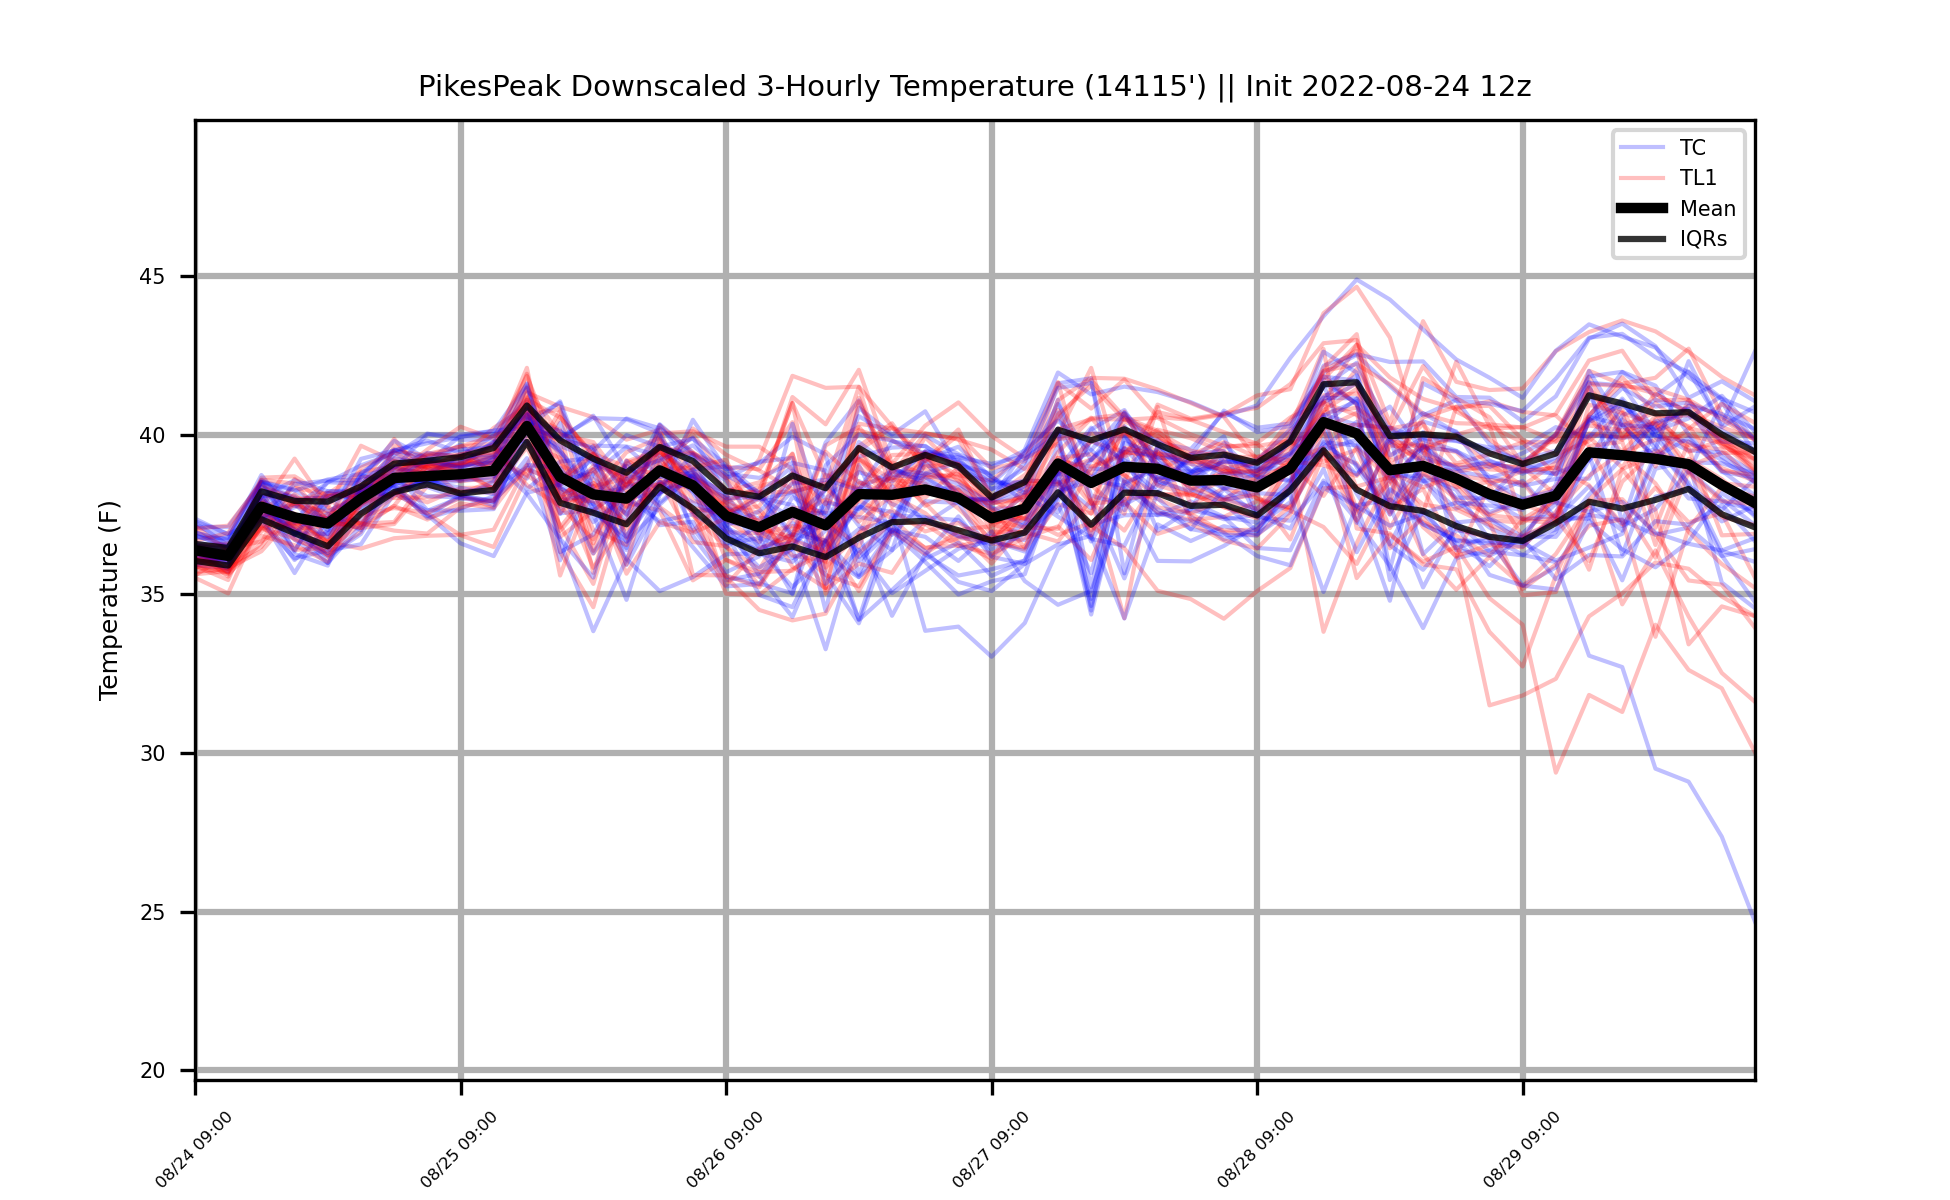 PikesPeak Downscaled 3-Hourly Temperature (14115') || Init 2022-08-24 12z
TC
TL1
Mean
IQRs
Temperature (F)
45
40
35
30
25
20
08/24 09:00
08/25 09:00
08/26 09:00
08/27 09:00
08/28 09:00
08/29 09:00